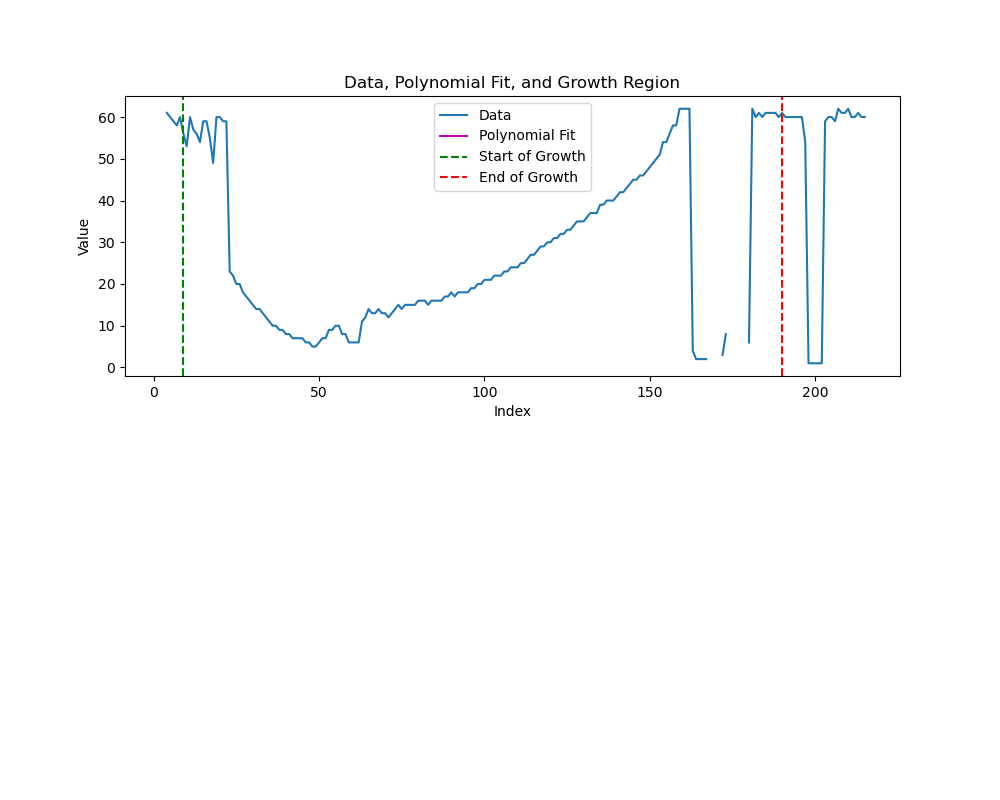 Data, Polynomial Fit, and Growth Region
Data
Polynomial Fit
Start of Growth
End of Growth
Value
60
50
40
30
20
10
0
0 50 100 150 200
Index